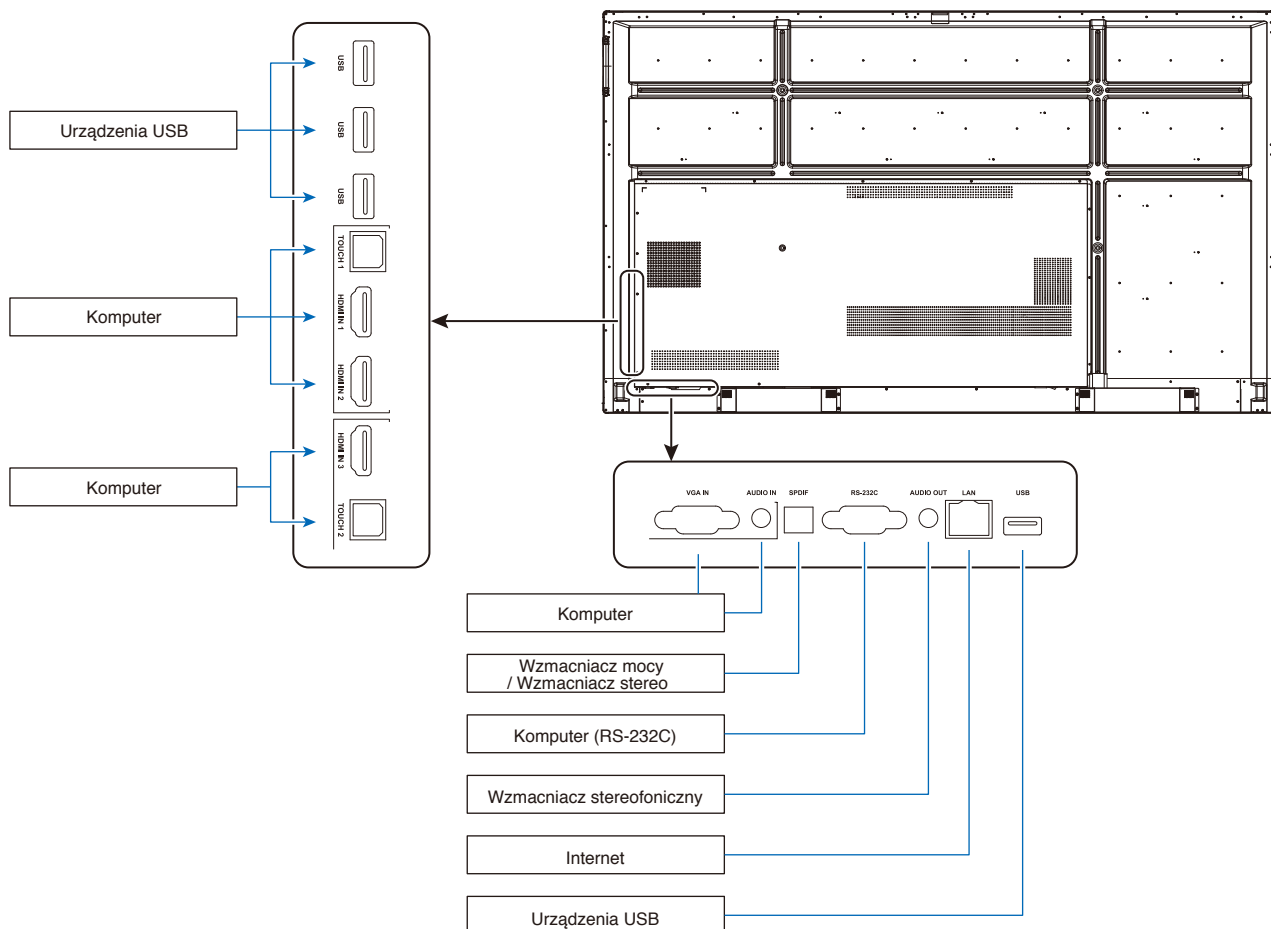 USB
Urządzenia USB
USB
USB
TOUCH 1
Komputer
HDMI IN 1
HDMI IN 2
HDMI IN 3
Komputer
TOUCH 2
VGA IN
AUDIO IN
SPDIF
RS-232C
AUDIO OUT
LAN
USB
Komputer
Wzmacniacz mocy
/ Wzmacniacz stereo
Komputer (RS-232C)
Wzmacniacz stereofoniczny
Internet
Urządzenia USB